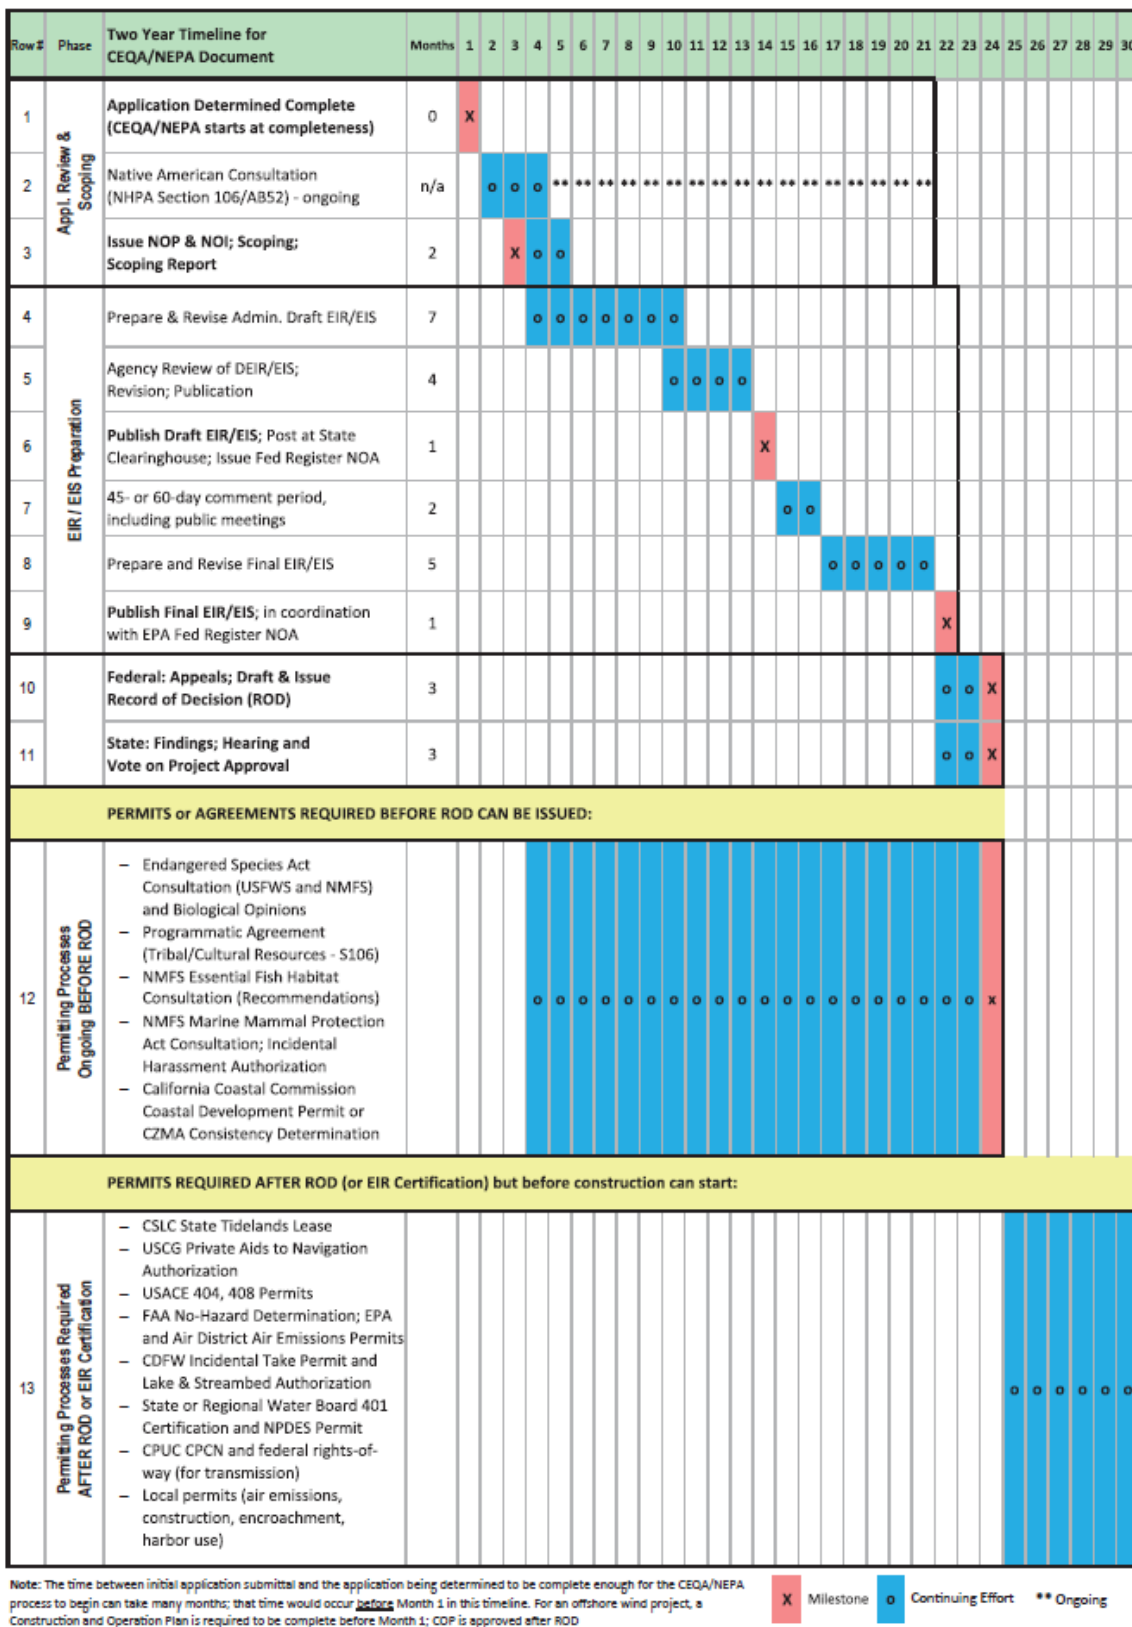 Row # Phase Two Year Timeline for CEQA/NEPA Document Months 1 2 3 4 5 6 7 8 9 10 11 12 13 14 15 16 17 18 19 20 21 22 23 24 25 26 27 28 29 30
Appl. Review &
Scoping
1 Application Determined Complete 0 X
(CEQA/NEPA starts at completeness)
2 Native American Consultation n/a o o o ** ** ** ** ** ** ** ** ** ** ** ** ** ** ** ** **
(NHPA Section 106/AB52) - ongoing
3 Issue NOP & NOI; Scoping; 2 X o o
Scoping Report
EIR / EIS Preparation
4 Prepare & Revise Admin. Draft EIR/EIS 7 o o o o o o o
5 Agency Review of DEIR/EIS; 4 o o o o
Revision; Publication
6 Publish Draft EIR/EIS; Post at State 1 X
Clearinghouse; Issue Fed Register NOA
7 45- or 60-day comment period, 2 o o
including public meetings
8 Prepare and Revise Final EIR/EIS 5 o o o o o
9 Publish Final EIR/EIS; in coordination 1 X
with EPA Fed Register NOA
10 Federal: Appeals; Draft & Issue 3 o o X
Record of Decision (ROD)
11 State: Findings; Hearing and 3 o o X
Vote on Project Approval
PERMITS or AGREEMENTS REQUIRED BEFORE ROD CAN BE ISSUED:
Permitting Processes
Ongoing BEFORE ROD
12
– Endangered Species Act
Consultation (USFWS and NMFS)
and Biological Opinions
– Programmatic Agreement
(Tribal/Cultural Resources - S106)
– NMFS Essential Fish Habitat
Consultation (Recommendations) o o o o o o o o o o o o o o o o o o o o x
– NMFS Marine Mammal Protection
Act Consultation; Incidental
Harassment Authorization
– California Coastal Commission
Coastal Development Permit or
CZMA Consistency Determination
PERMITS REQUIRED AFTER ROD (or EIR Certification) but before construction can start:
Permitting Processes Required
AFTER ROD or EIR Certification
13
– CSLC State Tidelands Lease
– USCG Private Aids to Navigation
Authorization
– USACE 404, 408 Permits
– FAA No-Hazard Determination; EPA
and Air District Air Emissions Permits
– CDFW Incidental Take Permit and
Lake & Streambed Authorization o o o o o o
– State or Regional Water Board 401
Certification and NPDES Permit
– CPUC CPCN and federal rights-of-
way (for transmission)
– Local permits (air emissions,
construction, encroachment,
harbor use)
Note: The time between initial application submittal and the application being determined to be complete enough for the CEQA/NEPA
process to begin can take many months; that time would occur before Month 1 in this timeline. For an offshore wind project, a
Construction and Operation Plan is required to be complete before Month 1; COP is approved after ROD
X Milestone o Continuing Effort ** Ongoing